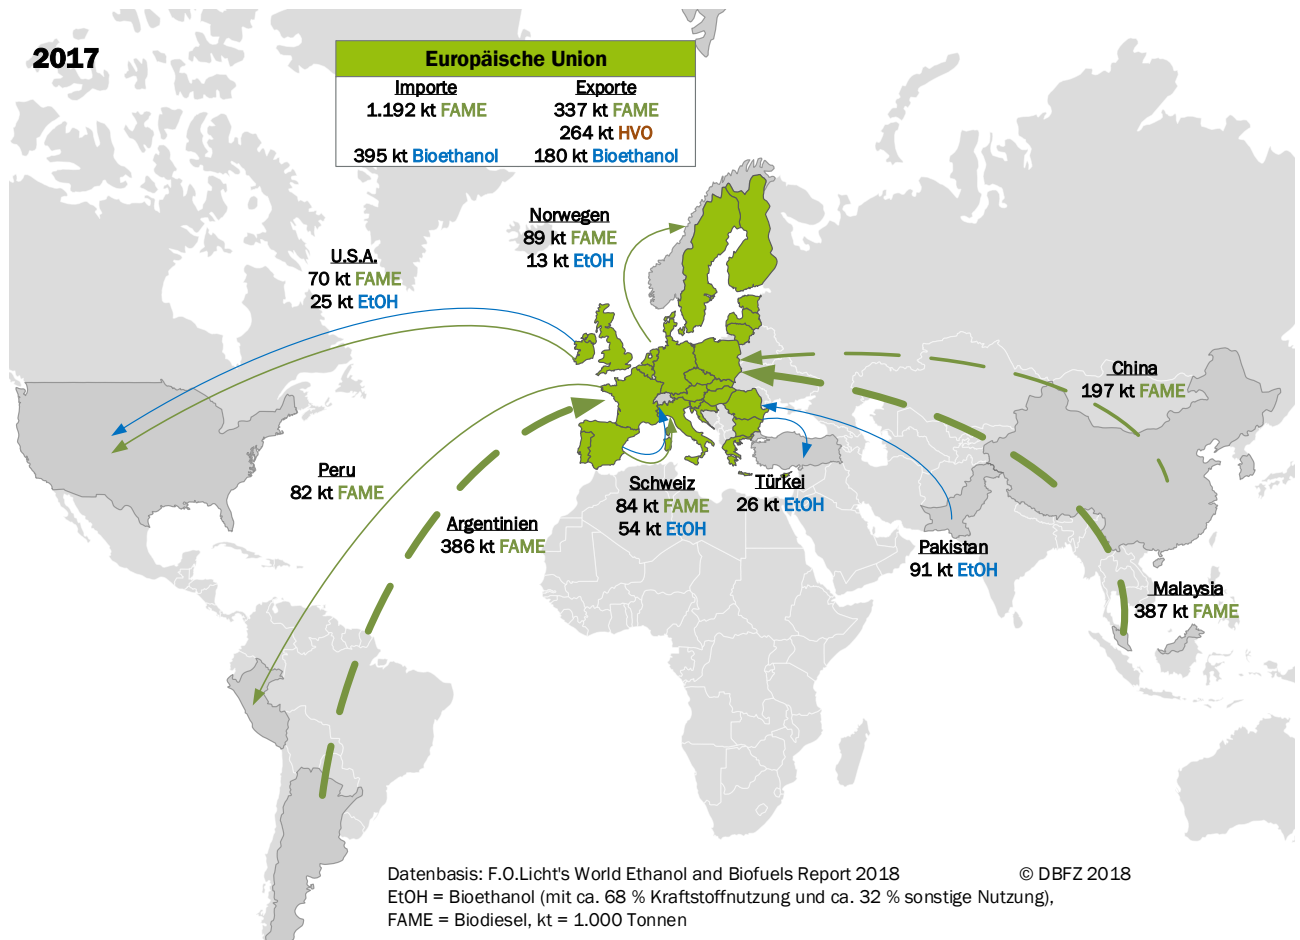 2017
Europäische Union
Importe
1.192 kt FAME
395 kt Bioethanol
Exporte
337 kt FAME
264 kt HVO
180 kt Bioethanol
Norwegen
89 kt FAME
13 kt EtOH
U.S.A.
70 kt FAME
25 kt EtOH
China
197 kt FAME
Peru
82 kt FAME
Argentinien
386 kt FAME
Schweiz
84 kt FAME
54 kt EtOH
Türkei
26 kt EtOH
Pakistan
91 kt EtOH
Malaysia
387 kt FAME
Datenbasis: F.O.Licht's World Ethanol and Biofuels Report 2018 © DBFZ 2018
EtOH = Bioethanol (mit ca. 68 % Kraftstoffnutzung und ca. 32 % sonstige Nutzung),
FAME = Biodiesel, kt = 1.000 Tonnen